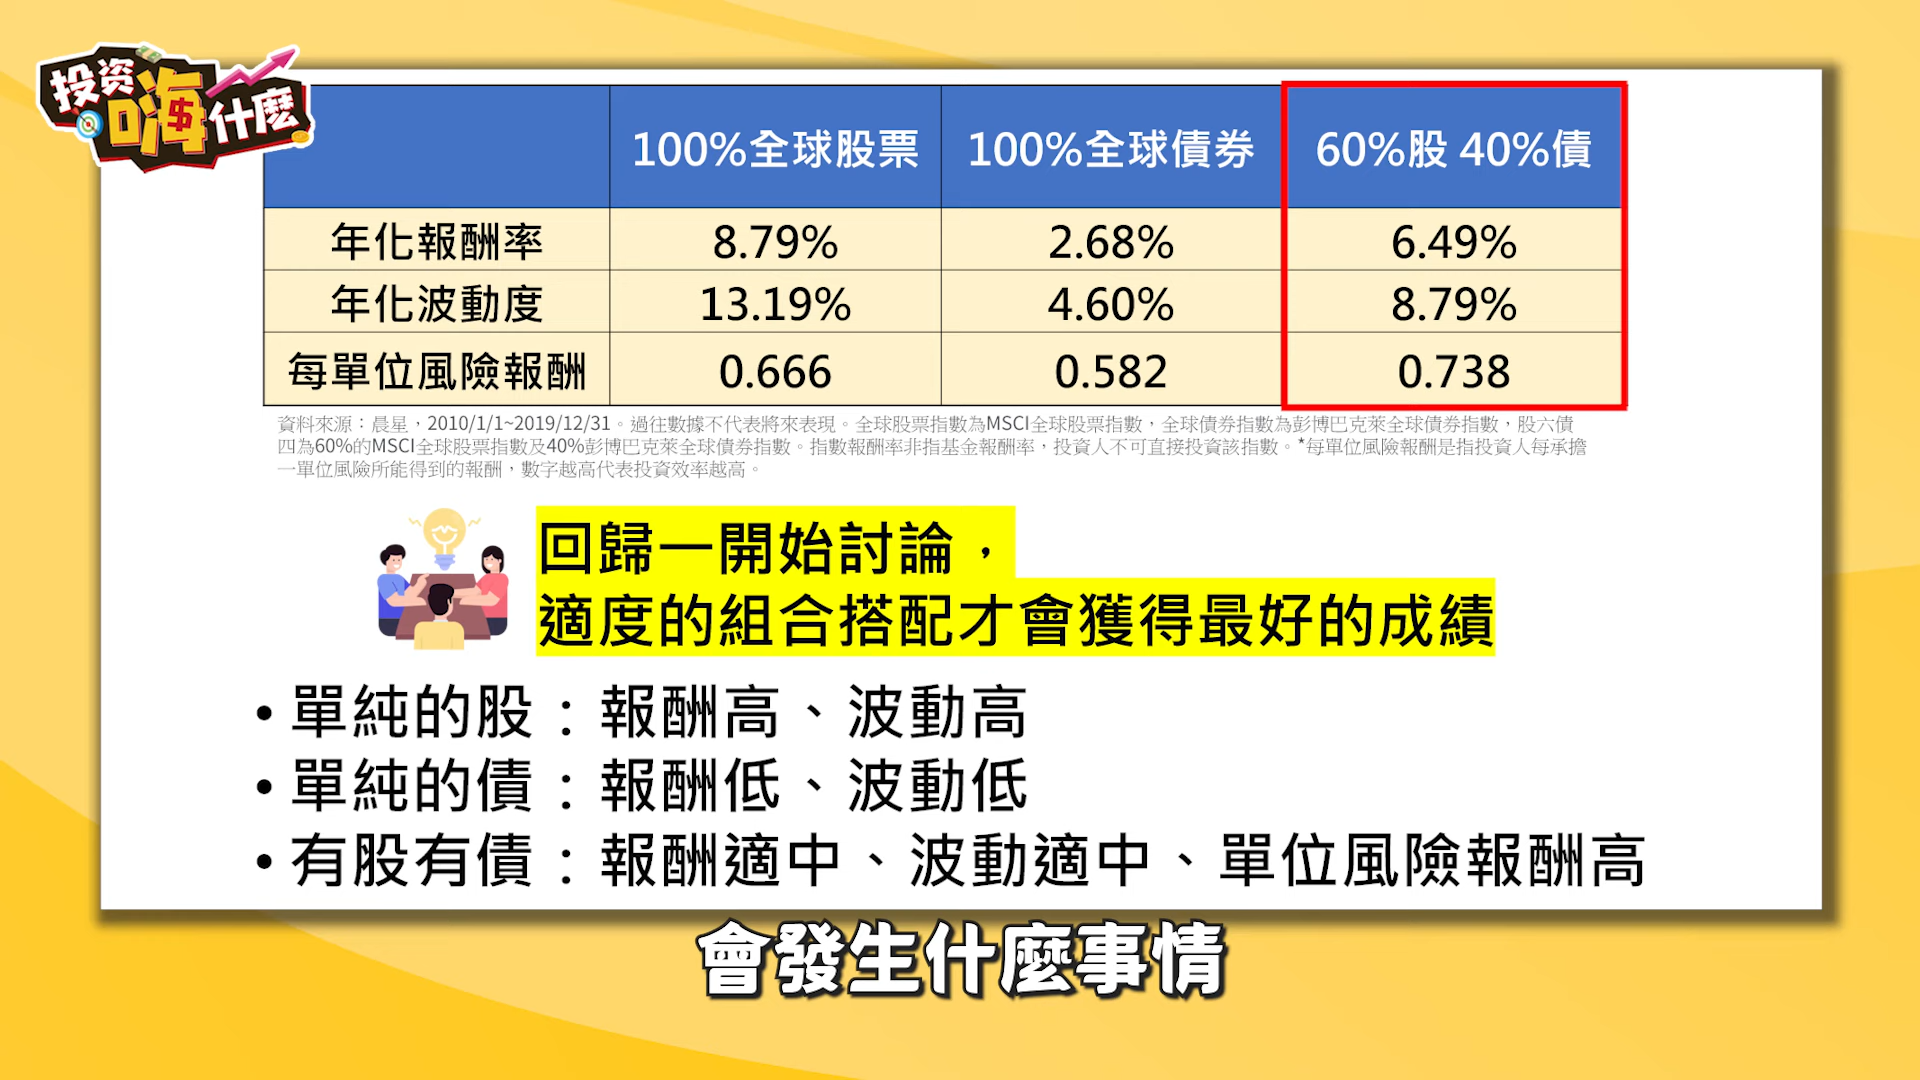 投资
嗨什麼
100%全球股票 100%全球債券 60%股 40%債
年化報酬率 8.79% 2.68% 6.49%
年化波動度 13.19% 4.60% 8.79%
每單位風險報酬 0.666 0.582 0.738
資料來源：晨星，2010/1/1~2019/12/31。過往數據不代表將來表現。全球股票指數為MSCI全球股票指數，全球債券指數為彭博巴克萊全球債券指數，股六債
四為60%的MSCI全球股票指數及40%彭博巴克萊全球債券指數。指數報酬率非指基金報酬率，投資人不可直接投資該指數。*每單位風險報酬是指投資人每承擔
一單位風險所能得到的報酬，數字越高代表投資效率越高。
回歸一開始討論，
適度的組合搭配才會獲得最好的成績
• 單純的股：報酬高、波動高
• 單純的債：報酬低、波動低
• 有股有債：報酬適中、波動適中、單位風險報酬高
會發生什麼事情